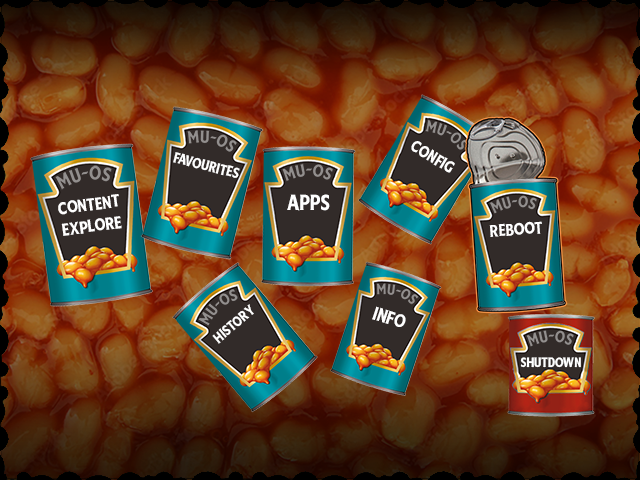 MU-OS
CONTENT
EXPLORE
MU-OS
FAVOURITES
MU-OS
APPS
MU-OS
CONFIG
MU-OS
REBOOT
MU-OS
HISTORY
MU-OS
INFO
MU-OS
SHUTDOWN